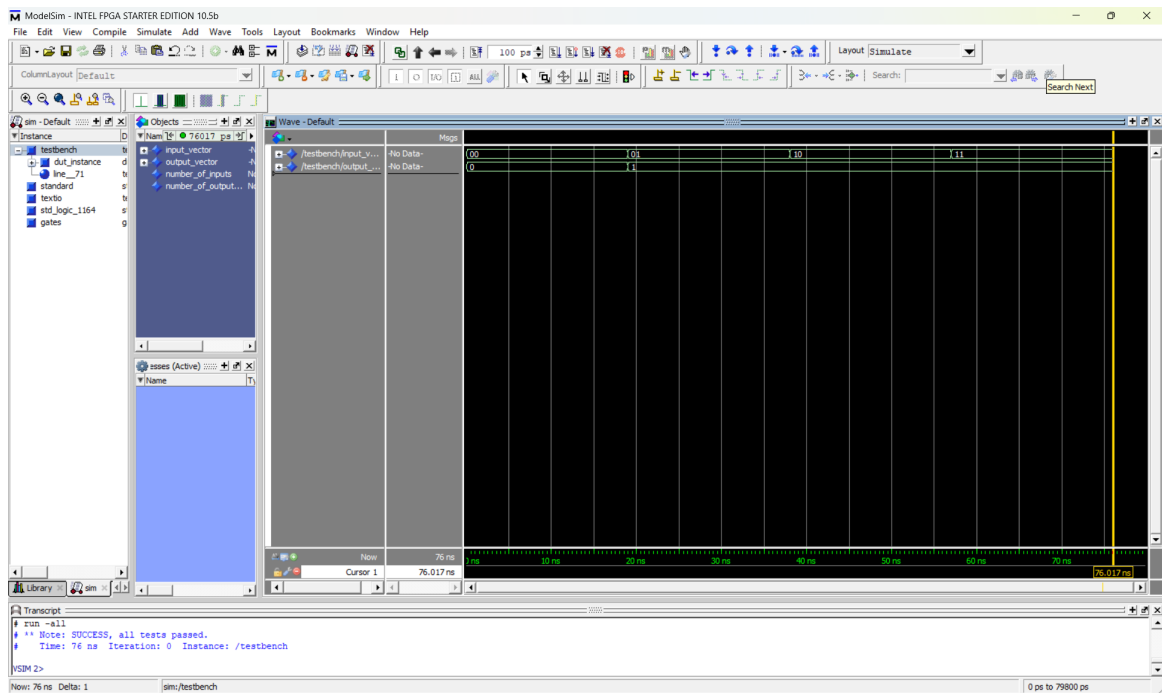 ModelSim - INTEL FPGA STARTER EDITION 10.5b
File Edit View Compile Simulate Add Wave Tools Layout Bookmarks Window Help
100 ps
Layout Simulate
ColumnLayout Default
ALL
Search:
Search Next
sim - Default
Objects
Wave - Default
Instance
D
Nam
76017 ps
Msgs
testbench
dut_instance
line__71
standard
textio
std_logic_1164
gates
input_vector
output_vector
number_of_inputs
number_of_output...
/testbench/input_v... -No Data- 00 01 10 11
/testbench/output_... -No Data- 0 1
esses (Active)
Name
Now 76 ns
10 ns 20 ns 30 ns 40 ns 50 ns 60 ns 70 ns
Cursor 1 76.017 ns 76.017 ns
Library sim
Transcript
# run -all
# ** Note: SUCCESS, all tests passed.
# Time: 76 ns Iteration: 0 Instance: /testbench
VSIM 2>
Now: 76 ns Delta: 1 sim:/testbench 0 ps to 79800 ps